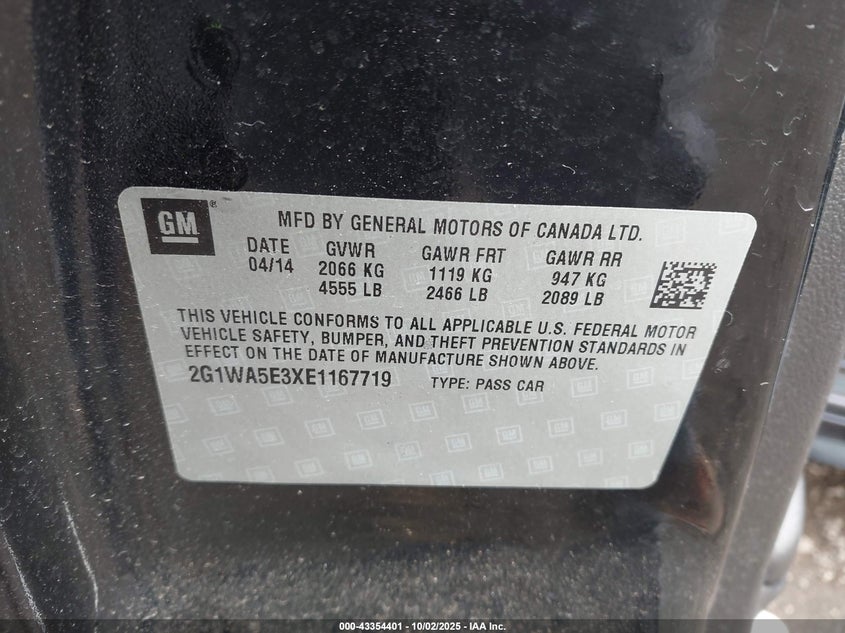 GM ®
MFD BY GENERAL MOTORS OF CANADA LTD.
DATE GVWR GAWR FRT GAWR RR
04/14 2066 KG 1119 KG 947 KG
4555 LB 2466 LB 2089 LB
THIS VEHICLE CONFORMS TO ALL APPLICABLE U.S. FEDERAL MOTOR
VEHICLE SAFETY, BUMPER, AND THEFT PREVENTION STANDARDS IN
EFFECT ON THE DATE OF MANUFACTURE SHOWN ABOVE.
2G1WA5E3XE1167719 TYPE: PASS CAR
000-43354401 - 10/02/2025 - IAA Inc.